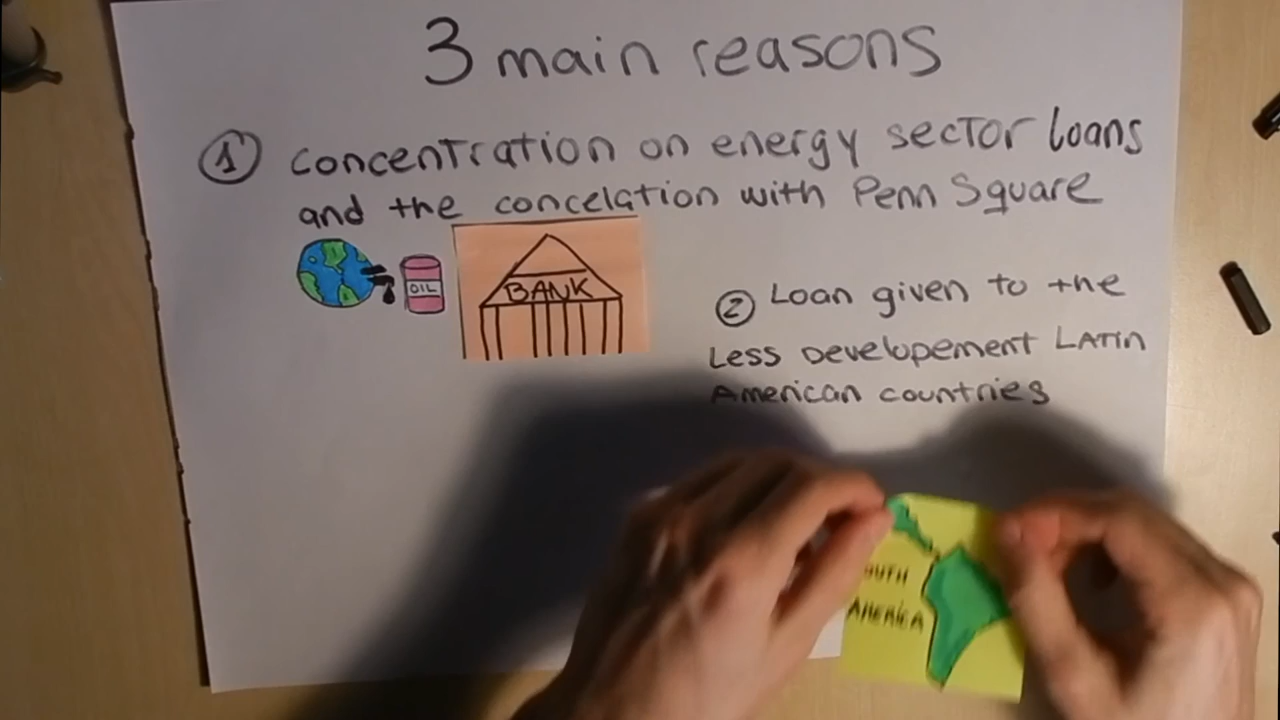 3 main reasons
1 concentration on energy sector loans
and the concelation with Penn Square
OIL
BANK
2 Loan given to the
Less Developement Latin
American countries
AMERICA